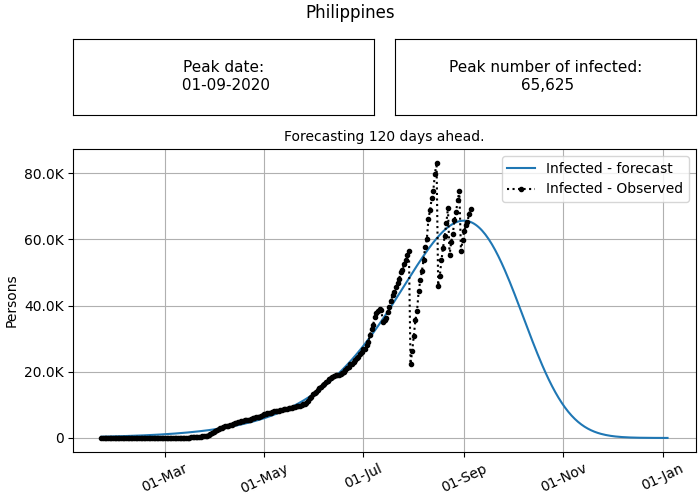 Philippines
Peak date:
01-09-2020
Peak number of infected:
65,625
Forecasting 120 days ahead.
Infected - forecast
Infected - Observed
Persons
80.0K
60.0K
40.0K
20.0K
0
01-Mar
01-May
01-Jul
01-Sep
01-Nov
01-Jan